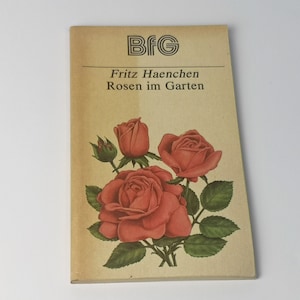 BfG
Fritz Haenchen
Rosen im Garten